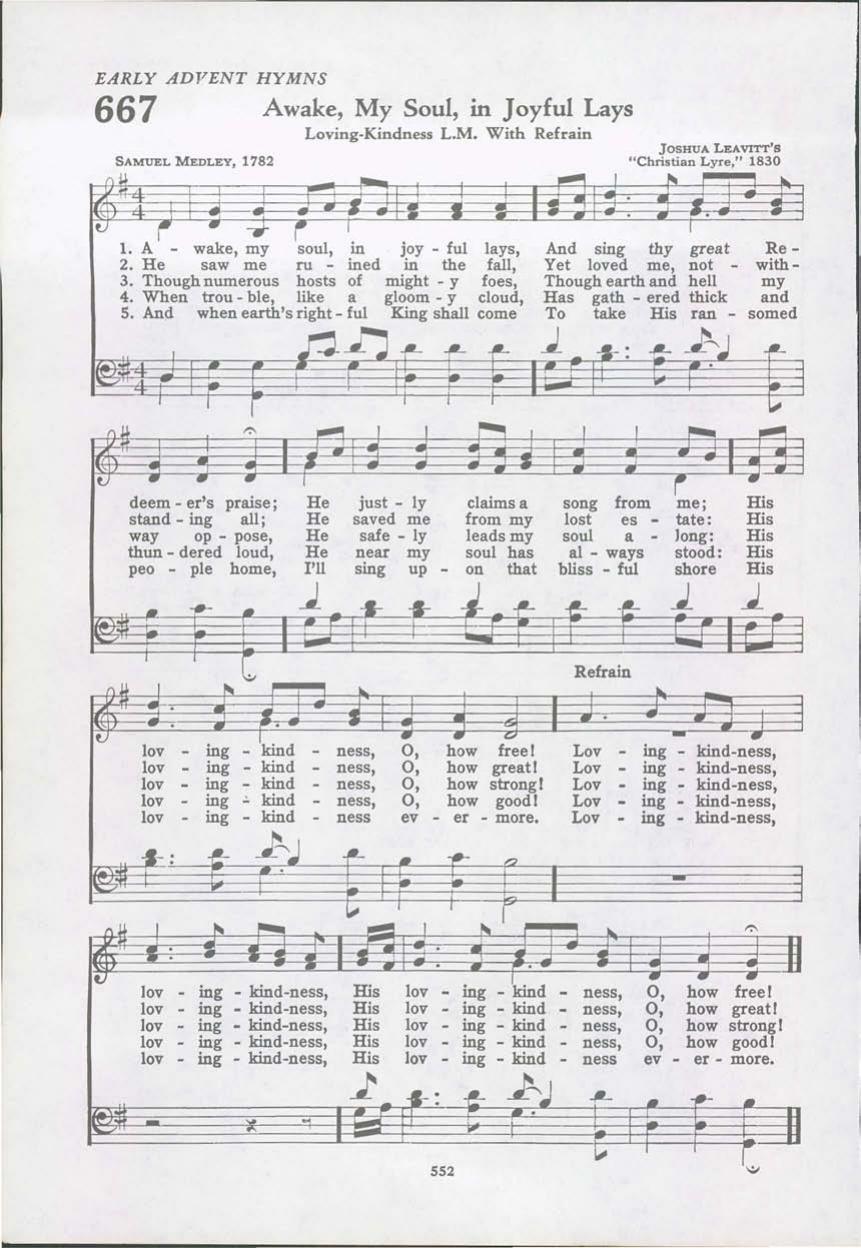 EARLY ADVENT HYMNS
667 Awake, My Soul, in Joyful Lays
Loving-Kindness L.M. With Refrain
SAMUEL MEDLEY, 1782
JOSHUA LEAVITT'S
"Christian Lyre," 1830
4
4
1. A - wake, my soul, in joy - ful lays, And sing thy great Re -
2. He saw me ru - ined in the fall, Yet loved me, not - with -
3. Though numerous hosts of might - y foes, Though earth and hell my
4. When trou - ble, like a gloom - y cloud, Has gath - ered thick and
5. And when earth's right - ful King shall come To take His ran - somed
4
4
deem - er's praise; He just - ly claims a song from me; His
stand - ing all; He saved me from my lost es - tate: His
way op - pose, He safe - ly leads my soul a - long: His
thun - dered loud, He near my soul has al - ways stood: His
peo - ple home, I'll sing up - on that bliss - ful shore His
Refrain
lov - ing - kind - ness, O, how free! Lov - ing - kind-ness,
lov - ing - kind - ness, O, how great! Lov - ing - kind-ness,
lov - ing - kind - ness, O, how strong! Lov - ing - kind-ness,
lov - ing - kind - ness, O, how good! Lov - ing - kind-ness,
lov - ing - kind - ness ev - er - more. Lov - ing - kind-ness,
lov - ing - kind-ness, His lov - ing - kind - ness, O, how free!
lov - ing - kind-ness, His lov - ing - kind - ness, O, how great!
lov - ing - kind-ness, His lov - ing - kind - ness, O, how strong!
lov - ing - kind-ness, His lov - ing - kind - ness, O, how good!
lov - ing - kind-ness, His lov - ing - kind - ness ev - er - more.
552